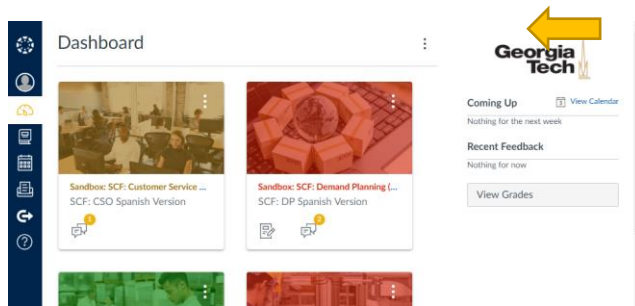 Dashboard
Sandbox: SCF: Customer Service ...
SCF: CSO Spanish Version
1
Sandbox: SCF: Demand Planning (...
SCF: DP Spanish Version
2
Georgia
Tech
Coming Up
View Calendar
Nothing for the next week
Recent Feedback
Nothing for now
View Grades